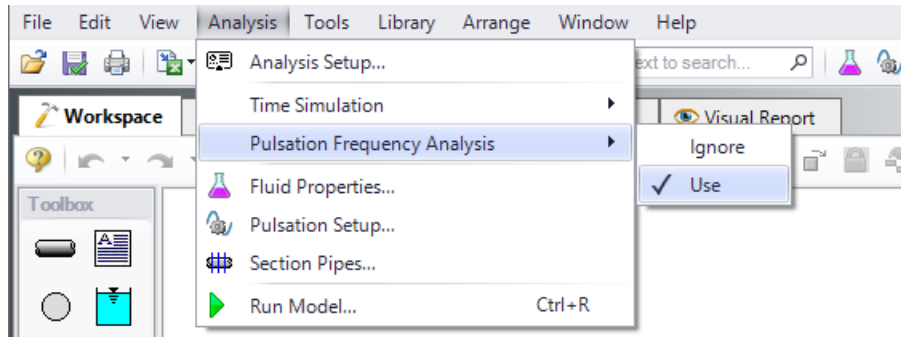 File Edit View Analysis Tools Library Arrange Window Help
Analysis Setup...
ext to search...
Time Simulation
Workspace
Visual Report
Pulsation Frequency Analysis
Ignore
Fluid Properties...
Use
Toolbox
Pulsation Setup...
Section Pipes...
Run Model... Ctrl+R